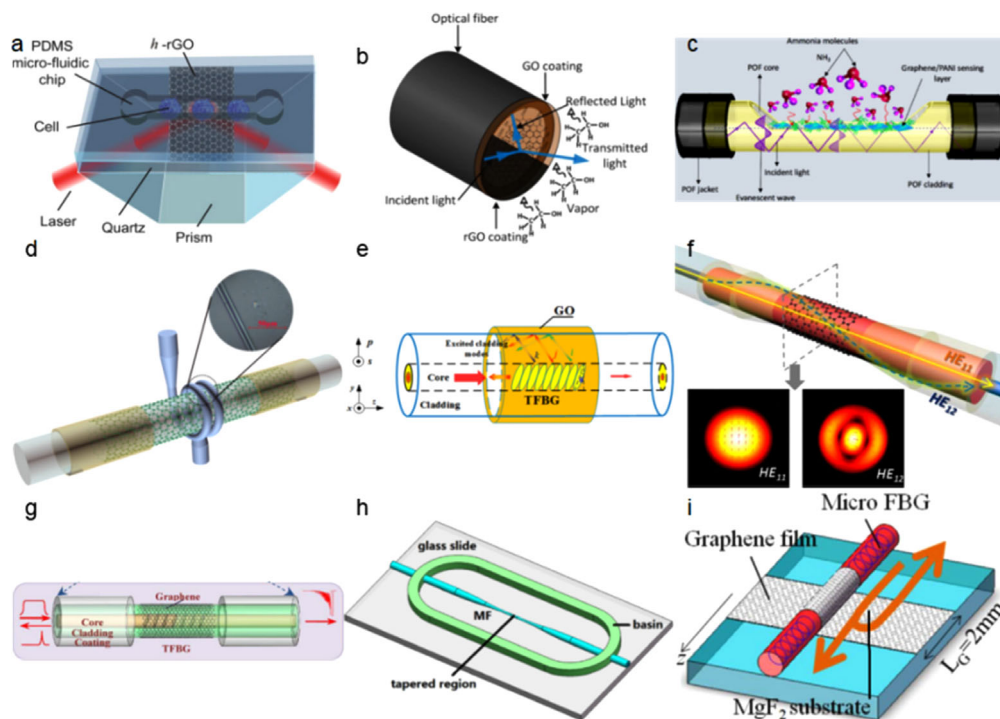 a
h-rGO
PDMS
micro-fluidic
chip
Cell
Laser
Quartz
Prism
b
Optical fiber
GO coating
Reflected Light
Transmitted
light
Incident light
Vapor
rGO coating
H
H
C
C
OH
H
H
H
c
Ammonia molecules
NH3
Graphene/PANI sensing
layer
POF core
POF jacket
Incident light
Evanescent wave
POF cladding
d
e
GO
Excited cladding
modes
p
s
y
x
z
Core
Cladding
TFBG
f
HE11
HE12
HE11
HE12
g
Graphene
Core
Cladding
Coating
TFBG
h
glass slide
MF
basin
tapered region
i
Micro FBG
Graphene film
z
LG=2mm
MgF2 substrate